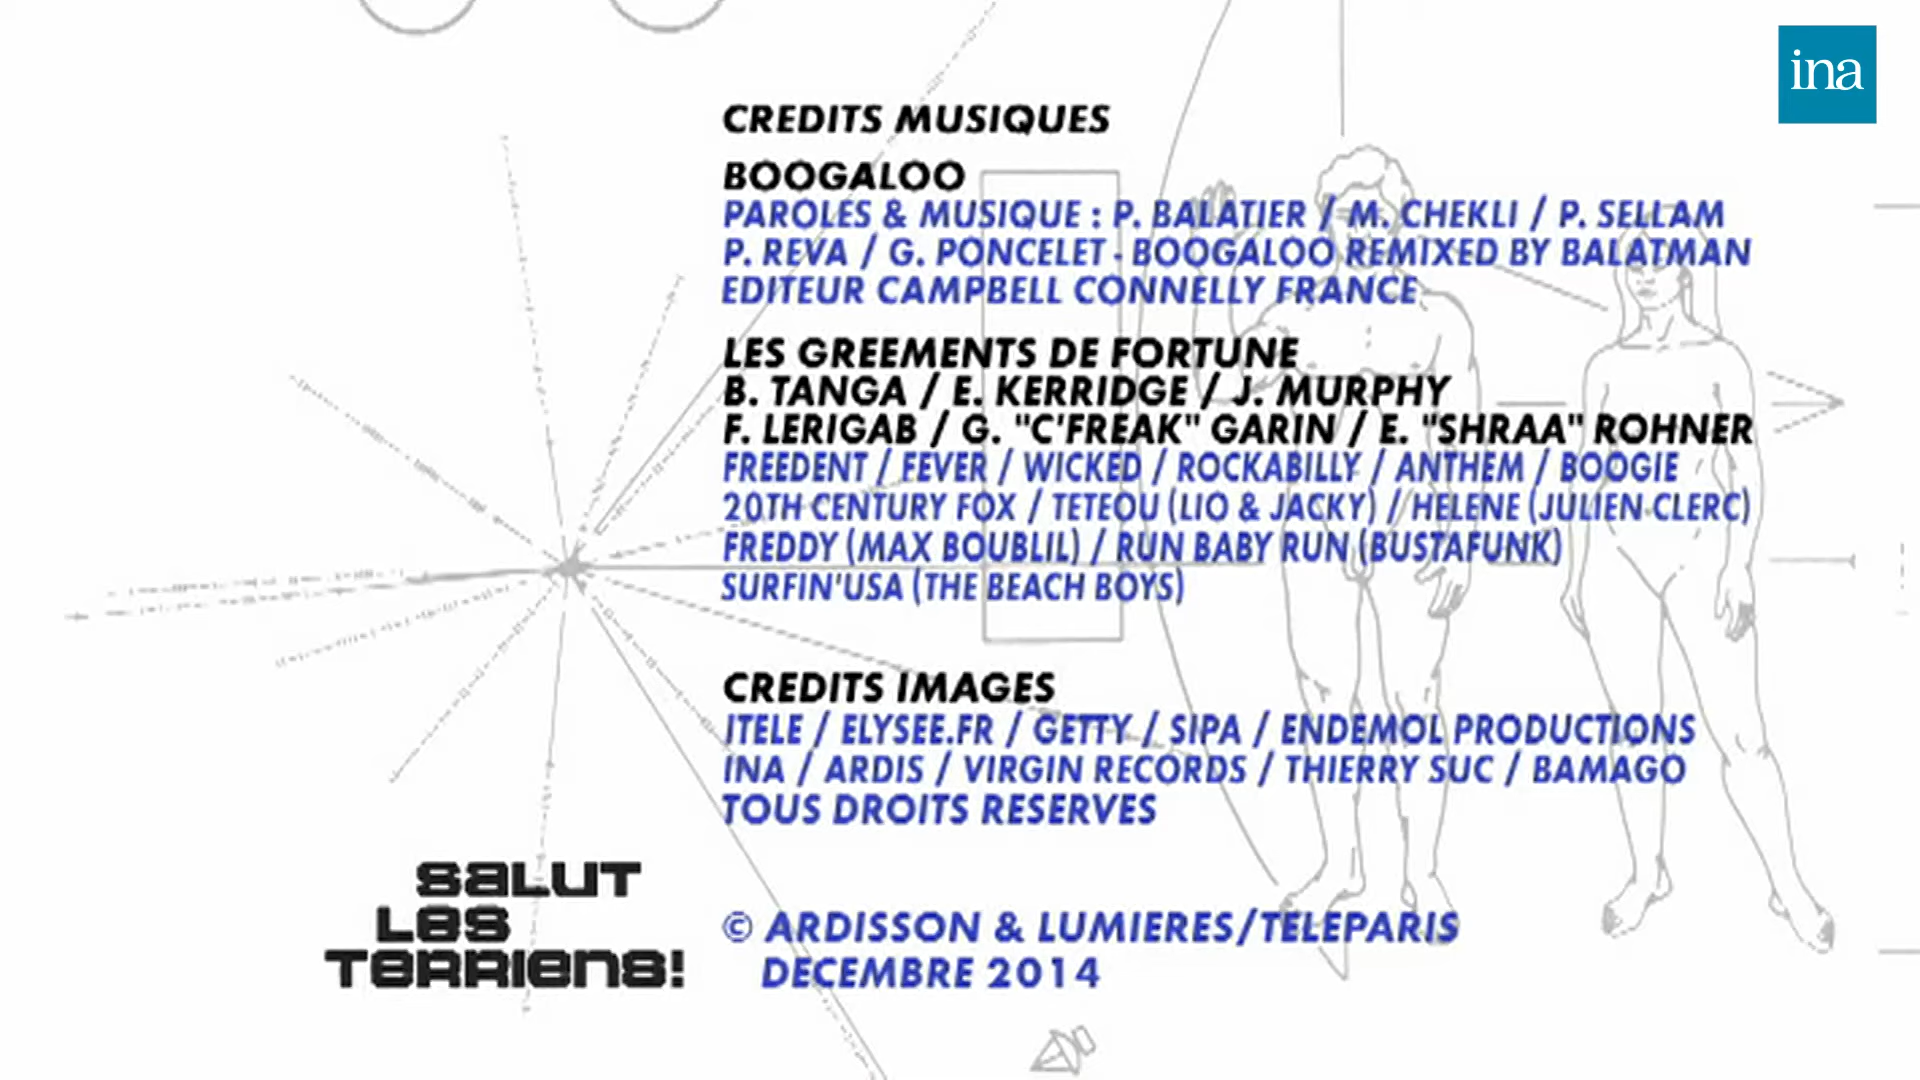 ina
CREDITS MUSIQUES
BOOGALOO
PAROLES & MUSIQUE : P. BALATIER / M. CHEKLI / P. SELLAM
P. REVA / G. PONCELET - BOOGALOO REMIXED BY BALATMAN
EDITEUR CAMPBELL CONNELLY FRANCE
LES GREEMENTS DE FORTUNE
B. TANGA / E. KERRIDGE / J. MURPHY
F. LERIGAB / G. "C'FREAK" GARIN / E. "SHRAA" ROHNER
FREEDENT / FEVER / WICKED / ROCKABILLY / ANTHEM / BOOGIE
20TH CENTURY FOX / TETEOU (LIO & JACKY) / HELENE (JULIEN CLERC)
FREDDY (MAX BOUBLIL) / RUN BABY RUN (BUSTAFUNK)
SURFIN'USA (THE BEACH BOYS)
CREDITS IMAGES
ITELE / ELYSEE.FR / GETTY / SIPA / ENDEMOL PRODUCTIONS
INA / ARDIS / VIRGIN RECORDS / THIERRY SUC / BAMAGO
TOUS DROITS RESERVES
SALUT
LES
TERRIENS!
© ARDISSON & LUMIERES/TELEPARIS
DECEMBRE 2014